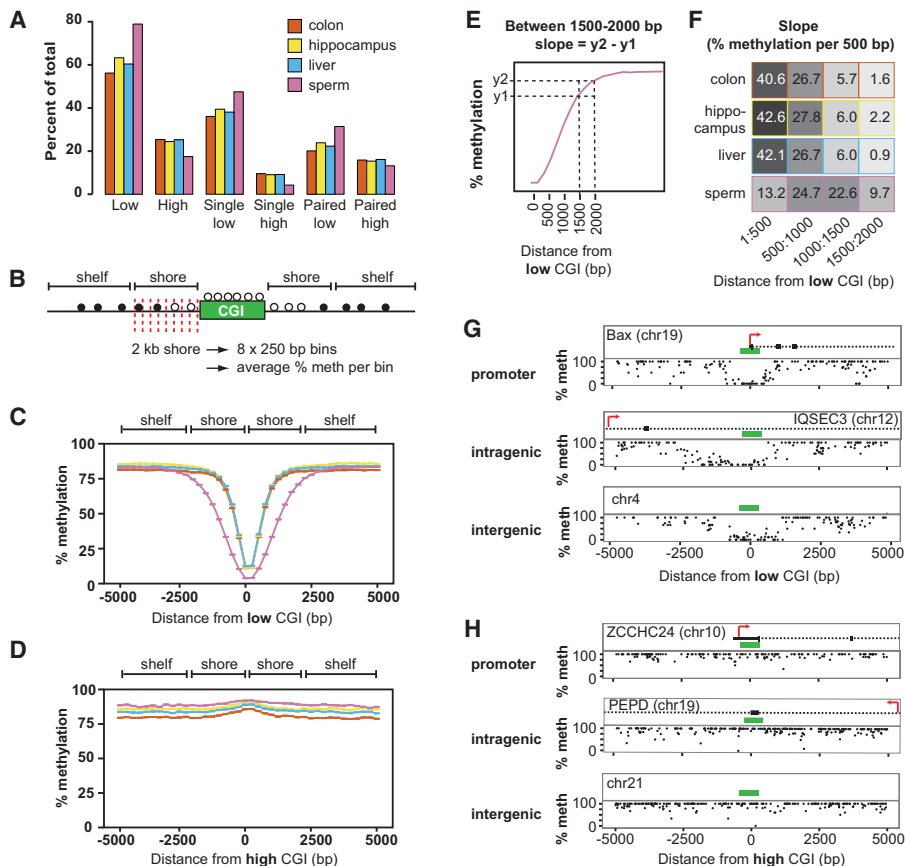 A
Percent of total
80
60
40
20
0
colon
hippocampus
liver
sperm
Low
High
Single low
Single high
Paired low
Paired high
B
shelf
shore
shore
shelf
CGI
2 kb shore → 8 x 250 bp bins
→ average % meth per bin
C
shelf
shore
shore
shelf
% methylation
100
75
50
25
0
-5000
-2500
0
2500
5000
Distance from low CGI (bp)
D
shelf
shore
shore
shelf
% methylation
100
75
50
25
0
-5000
-2500
0
2500
5000
Distance from high CGI (bp)
E
Between 1500-2000 bp
slope = y2 - y1
% methylation
y2
y1
0
500
1000
1500
2000
Distance from
low CGI (bp)
F
Slope
(% methylation per 500 bp)
colon 40.6 26.7 5.7 1.6
hippo-
campus 42.6 27.8 6.0 2.2
liver 42.1 26.7 6.0 0.9
sperm 13.2 24.7 22.6 9.7
1:500
500:1000
1000:1500
1500:2000
Distance from low CGI (bp)
G
Bax (chr19)
promoter
% meth
100
0
IQSEC3 (chr12)
intragenic
% meth
100
0
chr4
intergenic
% meth
100
0
-5000
-2500
0
2500
5000
Distance from low CGI (bp)
H
ZCCHC24 (chr10)
promoter
% meth
100
0
PEPD (chr19)
intragenic
% meth
100
0
chr21
intergenic
% meth
100
0
-5000
-2500
0
2500
5000
Distance from high CGI (bp)